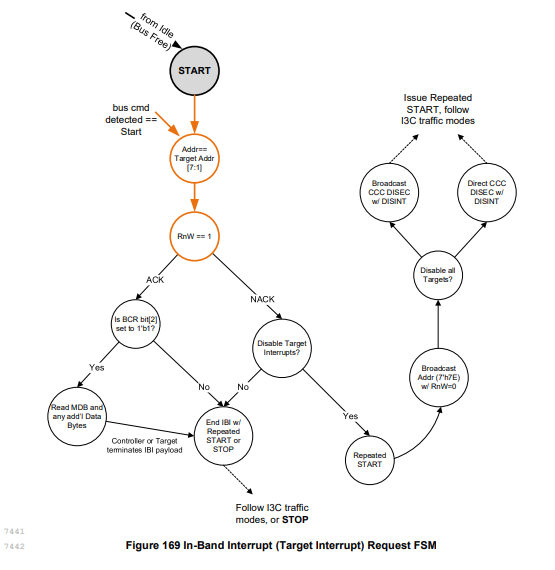 from Idle
(Bus Free)
START
bus cmd
detected ==
Start
Addr==
Target Addr
[7:1]
RnW == 1
ACK
NACK
Is BCR bit[2]
set to 1'b1?
Disable Target
Interrupts?
Yes
No
No
Yes
Read MDB and
any add'l Data
Bytes
Controller or Target
terminates IBI payload
End IBI w/
Repeated
START or
STOP
Follow I3C traffic
modes, or STOP
Repeated
START
Broadcast
Addr (7'h7E)
w/ RnW=0
Disable all
Targets?
Broadcast
CCC DISEC
w/ DISINT
Direct CCC
DISEC w/
DISINT
Issue Repeated
START, follow
I3C traffic modes
7441
7442
Figure 169 In-Band Interrupt (Target Interrupt) Request FSM